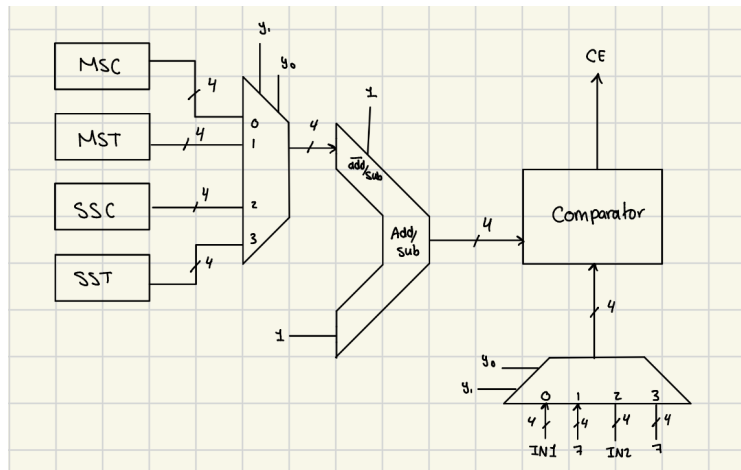 MSC
MST
SSC
SST
4
4
4
4
y₁
y₀
0
1
2
3
4
1
add/
sub
Add/
sub
1
4
CE
Comparator
4
y₀
y₁
0 1 2 3
4 4 4 4
IN1 7 IN2 7